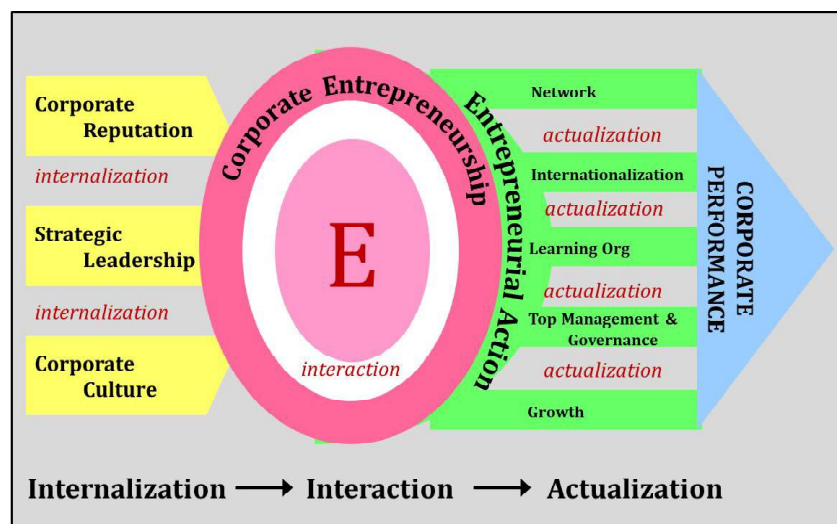 Corporate
Reputation
internalization
Strategic
Leadership
internalization
Corporate
Culture
Corporate Entrepreneurship
E
interaction
Entrepreneurial Action
Network
actualization
Internationalization
actualization
Learning Org
actualization
Top Management &
Governance
actualization
Growth
CORPORATE
PERFORMANCE
Internalization → Interaction → Actualization